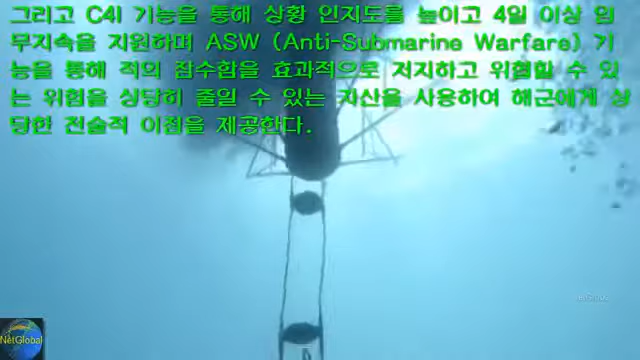 그리고 C4I 기능을 통해 상황 인지도를 높이고 4일 이상 임
무지속을 지원하며 ASW (Anti-Submarine Warfare) 기
능을 통해 적의 잠수함을 효과적으로 저지하고 위험할 수 있
는 위험을 상당히 줄일 수 있는 자산을 사용하여 해군에게 상
당한 전술적 이점을 제공한다.
NetGlobal